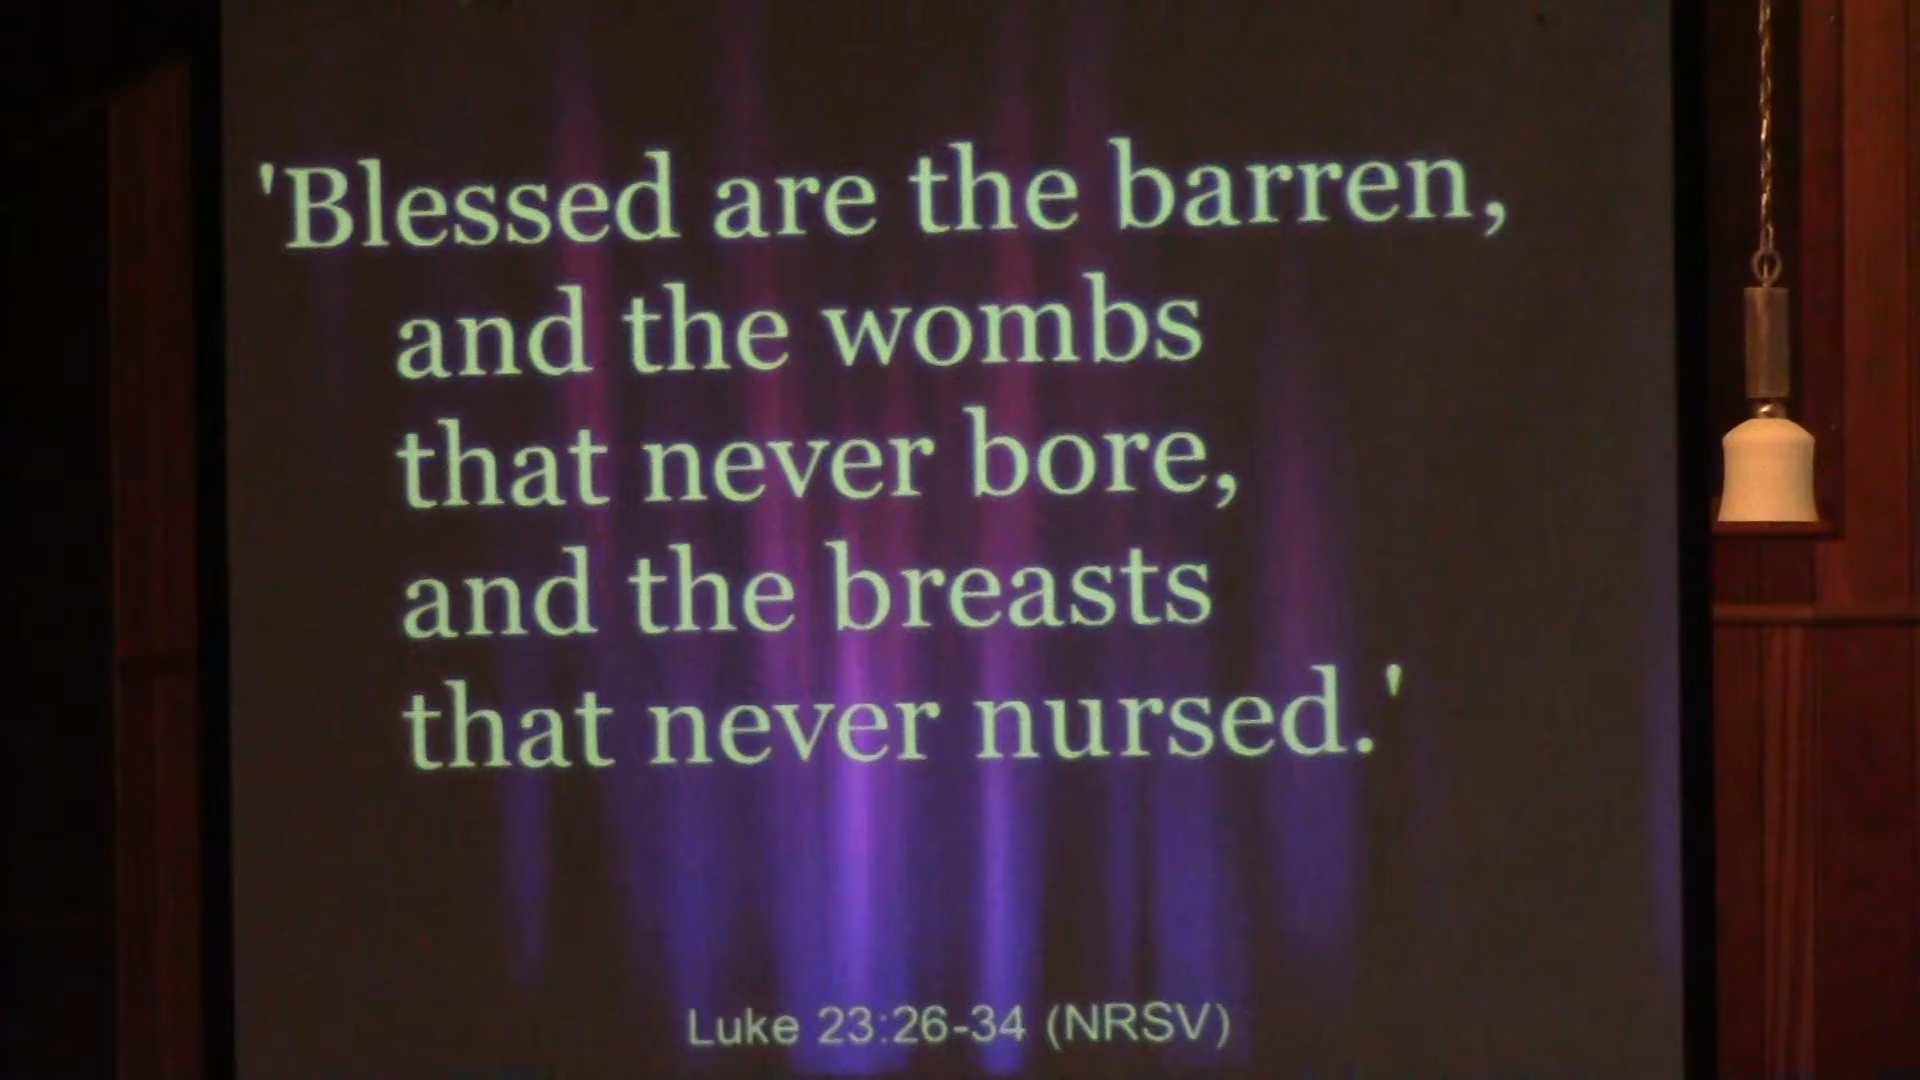 'Blessed are the barren,
and the wombs
that never bore,
and the breasts
that never nursed.'
Luke 23:26-34 (NRSV)